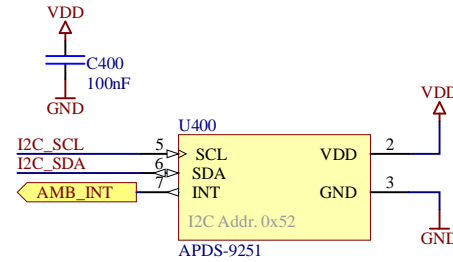 VDD
C400
100nF
GND
U400
VDD
I2C_SCL 5 SCL VDD 2
I2C_SDA 6 SDA
AMB_INT 7 INT GND 3
I2C Addr. 0x52
GND
APDS-9251